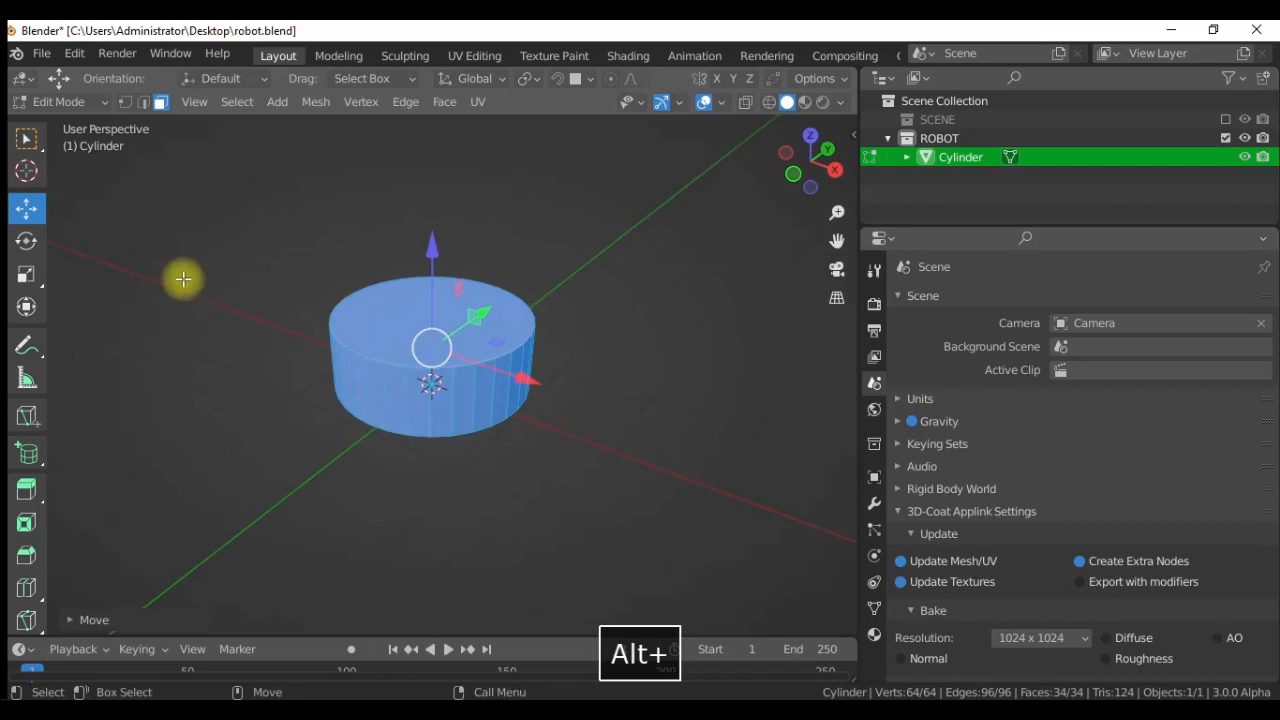 Blender* [C:\Users\Administrator\Desktop\robot.blend]
File Edit Render Window Help Layout Modeling Sculpting UV Editing Texture Paint Shading Animation Rendering Compositing Scene View Layer
Orientation: Default Drag: Select Box Global X Y Z Options
Edit Mode View Select Add Mesh Vertex Edge Face UV
User Perspective
(1) Cylinder
Z
Y
X
Scene Collection
SCENE
ROBOT
Cylinder
Scene
Scene
Camera Camera
Background Scene
Active Clip
Units
Gravity
Keying Sets
Audio
Rigid Body World
3D-Coat Applink Settings
Update
Update Mesh/UV Create Extra Nodes
Update Textures Export with modifiers
Bake
Resolution: 1024 x 1024 Diffuse AO
Normal Roughness
Move
Alt+
Playback Keying View Marker Start 1 End 250
1 50 100 150 250
Select Box Select Move Call Menu Cylinder | Verts:64/64 | Edges:96/96 | Faces:34/34 | Tris:124 | Objects:1/1 | 3.0.0 Alpha